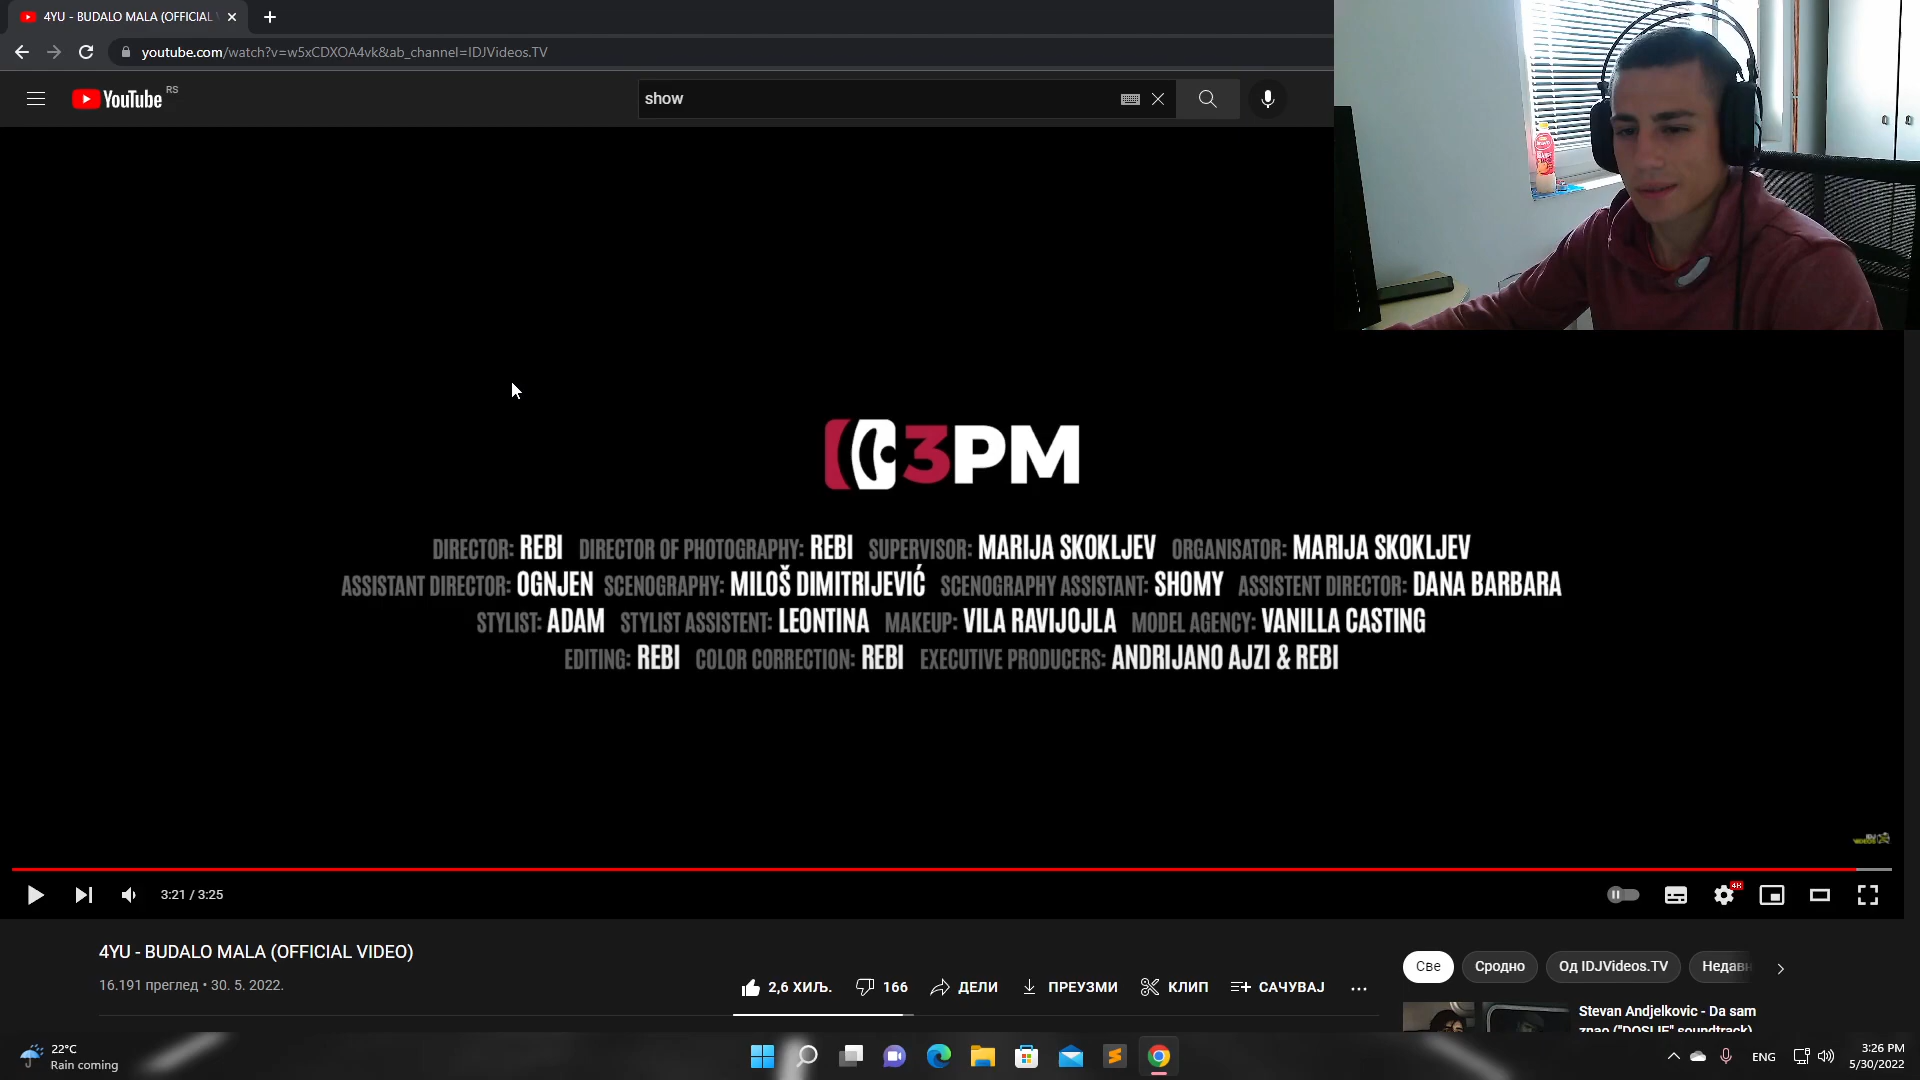 4YU - BUDALO MALA (OFFICIAL
youtube.com/watch?v=w5xCDXOA4vk&ab_channel=IDJVideos.TV
YouTube RS
show
3PM
DIRECTOR: REBI DIRECTOR OF PHOTOGRAPHY: REBI SUPERVISOR: MARIJA SKOKLJEV ORGANISATOR: MARIJA SKOKLJEV
ASSISTANT DIRECTOR: OGNJEN SCENOGRAPHY: MILOŠ DIMITRIJEVIĆ SCENOGRAPHY ASSISTANT: SHOMY ASSISTENT DIRECTOR: DANA BARBARA
STYLIST: ADAM STYLIST ASSISTENT: LEONTINA MAKEUP: VILA RAVIJOJLA MODEL AGENCY: VANILLA CASTING
EDITING: REBI COLOR CORRECTION: REBI EXECUTIVE PRODUCERS: ANDRIJANO AJZI & REBI
3:21 / 3:25
4K
4YU - BUDALO MALA (OFFICIAL VIDEO)
16.191 преглед • 30. 5. 2022.
2,6 ХИЉ. 166 ДЕЛИ ПРЕУЗМИ КЛИП САЧУВАЈ
Све Сродно Од IDJVideos.TV Недавн
Stevan Andjelkovic - Da sam
znao ("DOSIJE" soundtrack)
22°C
Rain coming
ENG
3:26 PM
5/30/2022